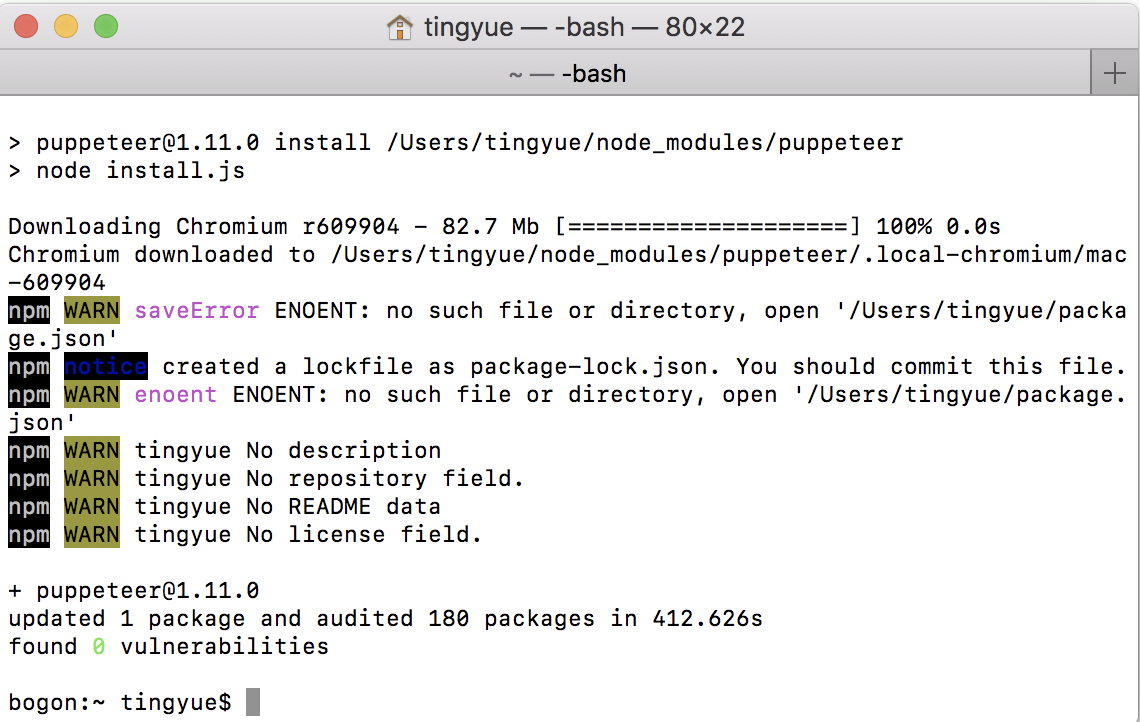 tingyue — -bash — 80×22
~ — -bash
> puppeteer@1.11.0 install /Users/tingyue/node_modules/puppeteer
> node install.js
Downloading Chromium r609904 - 82.7 Mb [====================] 100% 0.0s
Chromium downloaded to /Users/tingyue/node_modules/puppeteer/.local-chromium/mac
-609904
npm WARN saveError ENOENT: no such file or directory, open '/Users/tingyue/packa
ge.json'
npm notice created a lockfile as package-lock.json. You should commit this file.
npm WARN enoent ENOENT: no such file or directory, open '/Users/tingyue/package.
json'
npm WARN tingyue No description
npm WARN tingyue No repository field.
npm WARN tingyue No README data
npm WARN tingyue No license field.
+ puppeteer@1.11.0
updated 1 package and audited 180 packages in 412.626s
found 0 vulnerabilities
bogon:~ tingyue$